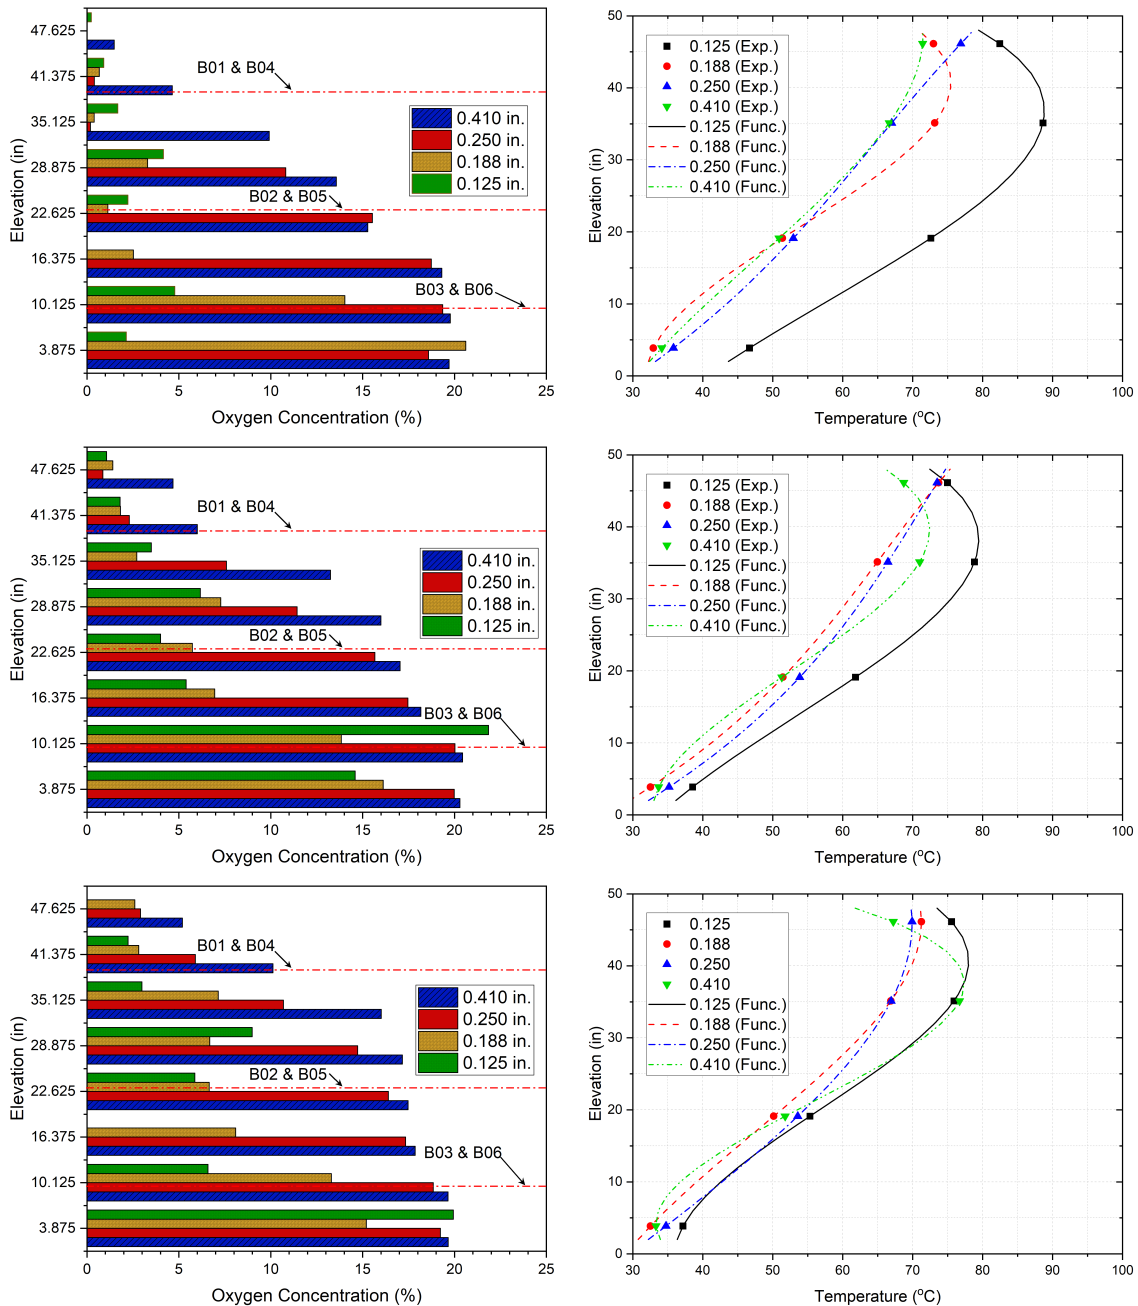 47.625
41.375
35.125
28.875
22.625
16.375
10.125
3.875
Elevation (in)
B01 & B04
B02 & B05
B03 & B06
0.410 in.
0.250 in.
0.188 in.
0.125 in.
0 5 10 15 20 25
Oxygen Concentration (%)
50
40
30
20
10
0
Elevation (in)
0.125 (Exp.)
0.188 (Exp.)
0.250 (Exp.)
0.410 (Exp.)
0.125 (Func.)
0.188 (Func.)
0.250 (Func.)
0.410 (Func.)
30 40 50 60 70 80 90 100
Temperature (°C)
47.625
41.375
35.125
28.875
22.625
16.375
10.125
3.875
Elevation (in)
B01 & B04
B02 & B05
B03 & B06
0.410 in.
0.250 in.
0.188 in.
0.125 in.
0 5 10 15 20 25
Oxygen Concentration (%)
50
40
30
20
10
0
Elevation (in)
0.125 (Exp.)
0.188 (Exp.)
0.250 (Exp.)
0.410 (Exp.)
0.125 (Func.)
0.188 (Func.)
0.250 (Func.)
0.410 (Func.)
30 40 50 60 70 80 90 100
Temperature (°C)
47.625
41.375
35.125
28.875
22.625
16.375
10.125
3.875
Elevation (in)
B01 & B04
B02 & B05
B03 & B06
0.410 in.
0.250 in.
0.188 in.
0.125 in.
0 5 10 15 20 25
Oxygen Concentration (%)
50
40
30
20
10
0
Elevation (in)
0.125
0.188
0.250
0.410
0.125 (Func.)
0.188 (Func.)
0.250 (Func.)
0.410 (Func.)
30 40 50 60 70 80 90 100
Temperature (°C)